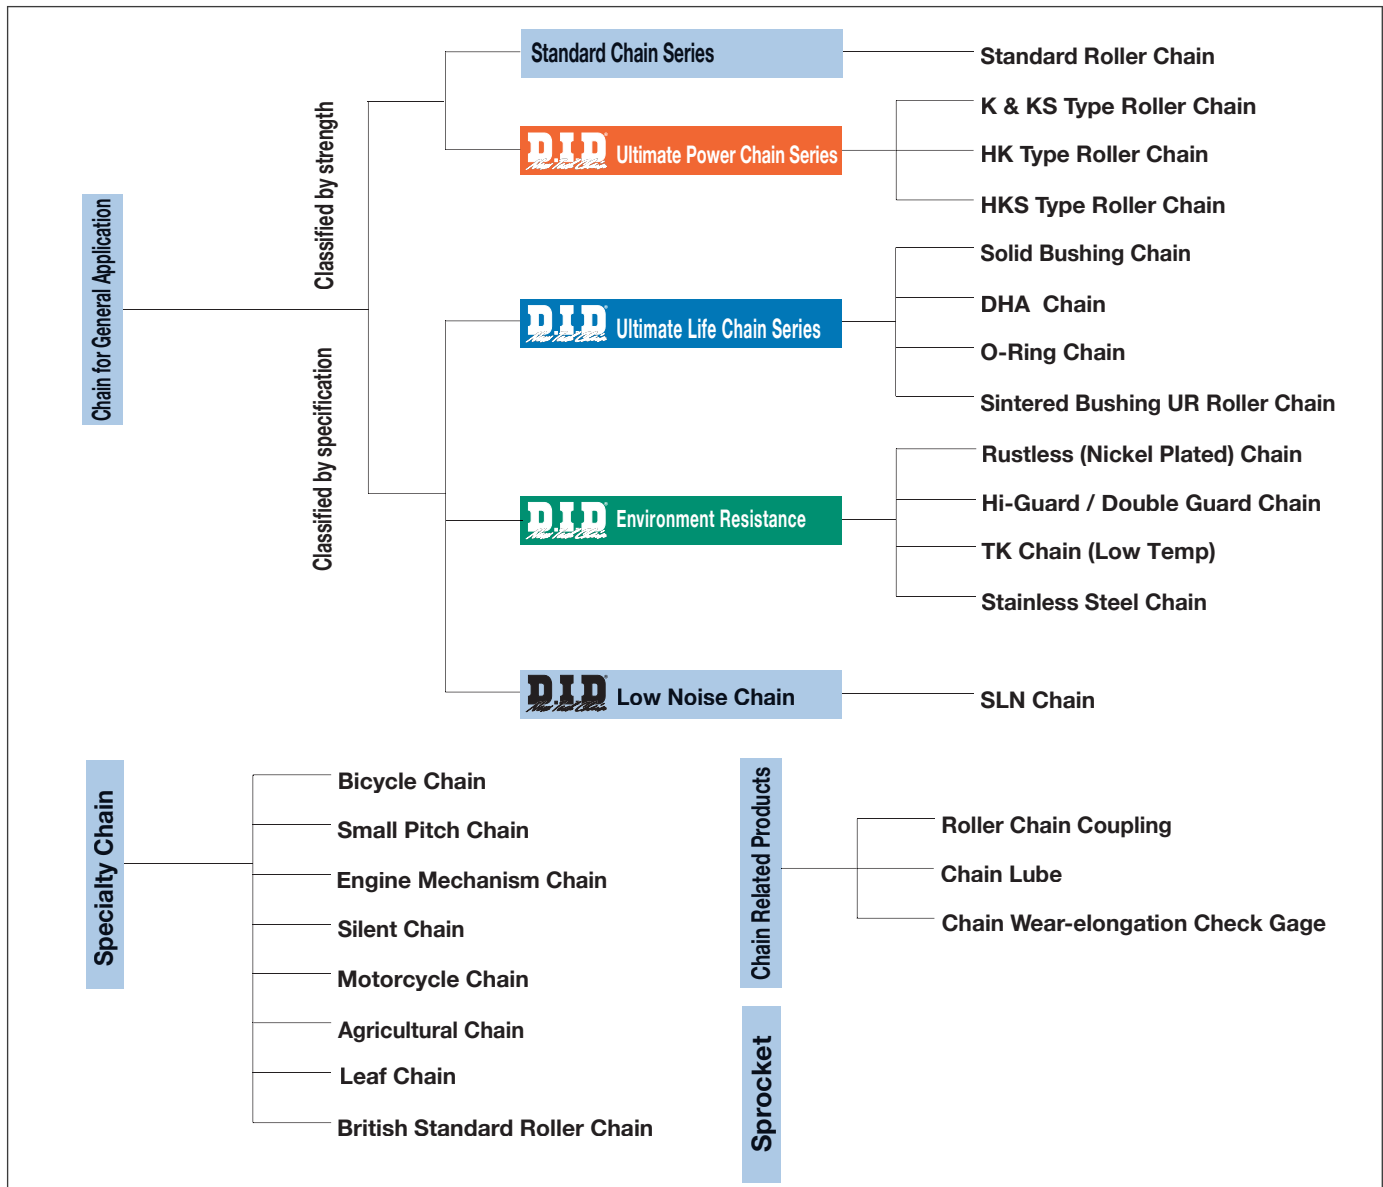 Chain for General Application
Classified by strength
Classified by specification
Standard Chain Series
Standard Roller Chain
D.I.D® Ultimate Power Chain Series
K & KS Type Roller Chain
HK Type Roller Chain
HKS Type Roller Chain
D.I.D® Ultimate Life Chain Series
Solid Bushing Chain
DHA Chain
O-Ring Chain
Sintered Bushing UR Roller Chain
D.I.D® Environment Resistance
Rustless (Nickel Plated) Chain
Hi-Guard / Double Guard Chain
TK Chain (Low Temp)
Stainless Steel Chain
D.I.D® Low Noise Chain
SLN Chain
Specialty Chain
Bicycle Chain
Small Pitch Chain
Engine Mechanism Chain
Silent Chain
Motorcycle Chain
Agricultural Chain
Leaf Chain
British Standard Roller Chain
Chain Related Products
Roller Chain Coupling
Chain Lube
Chain Wear-elongation Check Gage
Sprocket